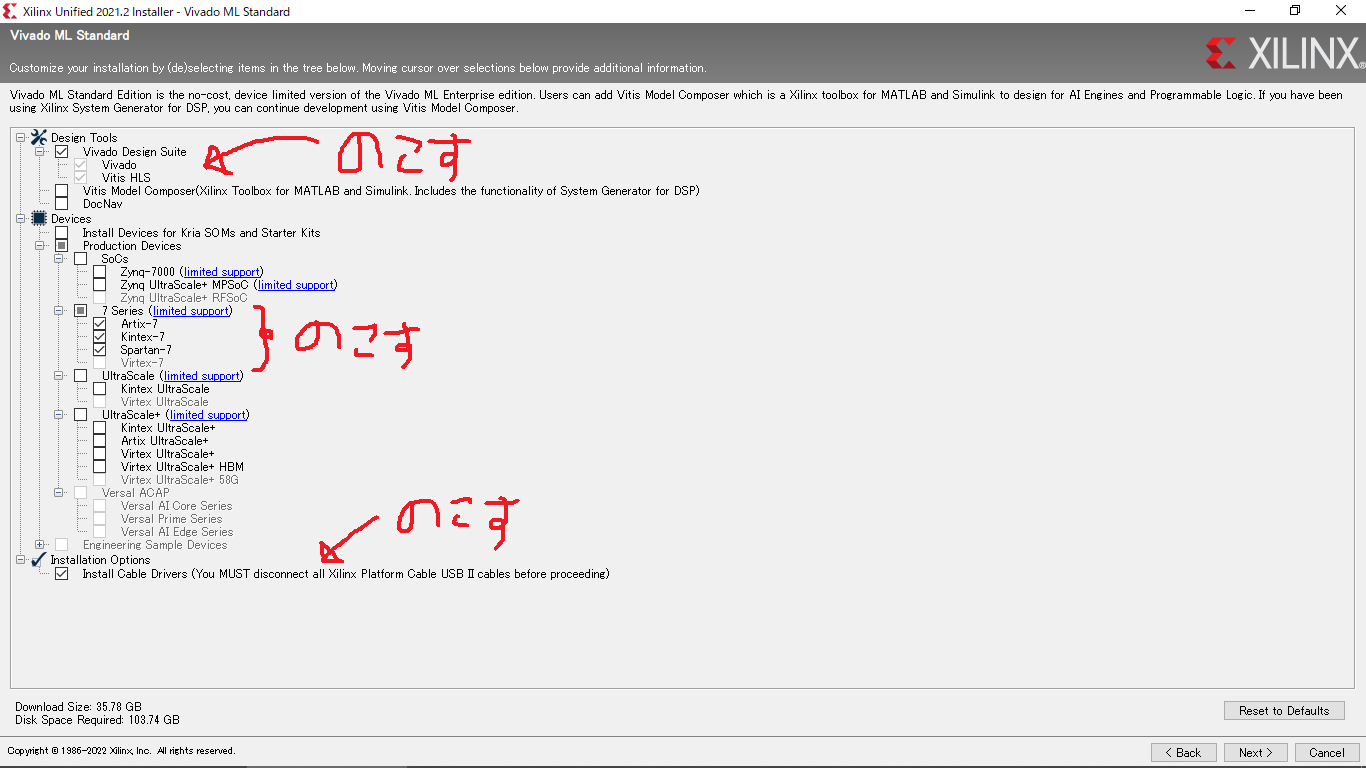 Xilinx Unified 2021.2 Installer - Vivado ML Standard
Vivado ML Standard
XILINX®
Customize your installation by (de)selecting items in the tree below. Moving cursor over selections below provide additional information.
Vivado ML Standard Edition is the no-cost, device limited version of the Vivado ML Enterprise edition. Users can add Vitis Model Composer which is a Xilinx toolbox for MATLAB and Simulink to design for AI Engines and Programmable Logic. If you have been
using Xilinx System Generator for DSP, you can continue development using Vitis Model Composer.
Design Tools
Vivado Design Suite
のこす
Vivado
Vitis HLS
Vitis Model Composer(Xilinx Toolbox for MATLAB and Simulink. Includes the functionality of System Generator for DSP)
DocNav
Devices
Install Devices for Kria SOMs and Starter Kits
Production Devices
SoCs
Zynq-7000 (limited support)
Zynq UltraScale+ MPSoC (limited support)
Zynq UltraScale+ RFSoC
7 Series (limited support)
Artix-7
Kintex-7
のこす
Spartan-7
Virtex-7
UltraScale (limited support)
Kintex UltraScale
Virtex UltraScale
UltraScale+ (limited support)
Kintex UltraScale+
Artix UltraScale+
Virtex UltraScale+
Virtex UltraScale+ HBM
Virtex UltraScale+ 58G
Versal ACAP
Versal AI Core Series
Versal Prime Series
のこす
Versal AI Edge Series
Engineering Sample Devices
Installation Options
Install Cable Drivers (You MUST disconnect all Xilinx Platform Cable USB II cables before proceeding)
Download Size: 35.78 GB
Disk Space Required: 103.74 GB
Reset to Defaults
Copyright © 1986-2022 Xilinx, Inc. All rights reserved.
< Back
Next >
Cancel